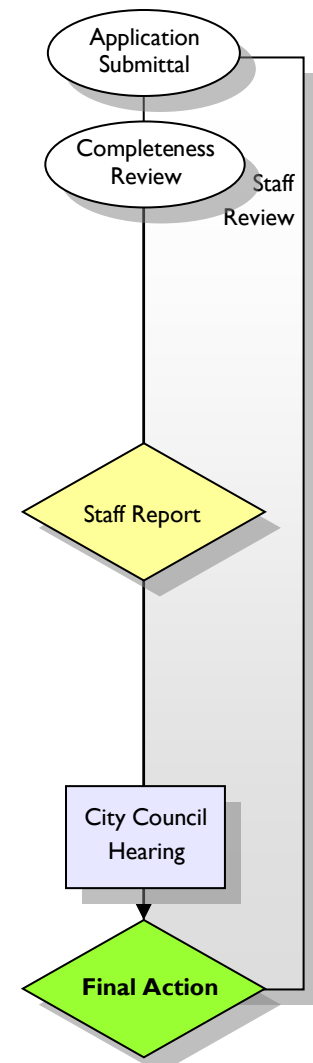 Application
Submittal
Completeness
Review
Staff
Review
Staff Report
City Council
Hearing
Final Action